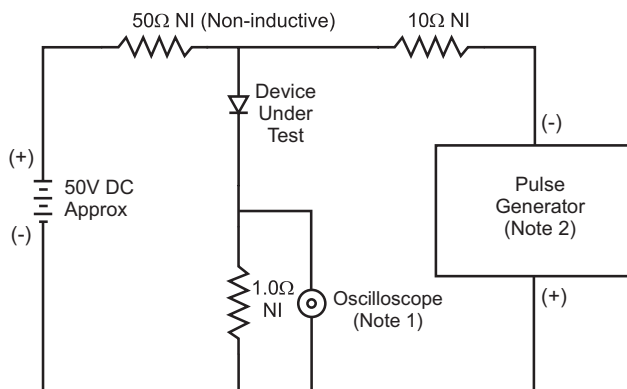 50Ω NI (Non-inductive)
10Ω NI
Device
Under
Test
(+)
50V DC
Approx
(-)
(-)
Pulse
Generator
(Note 2)
(+)
1.0Ω
NI
Oscilloscope
(Note 1)